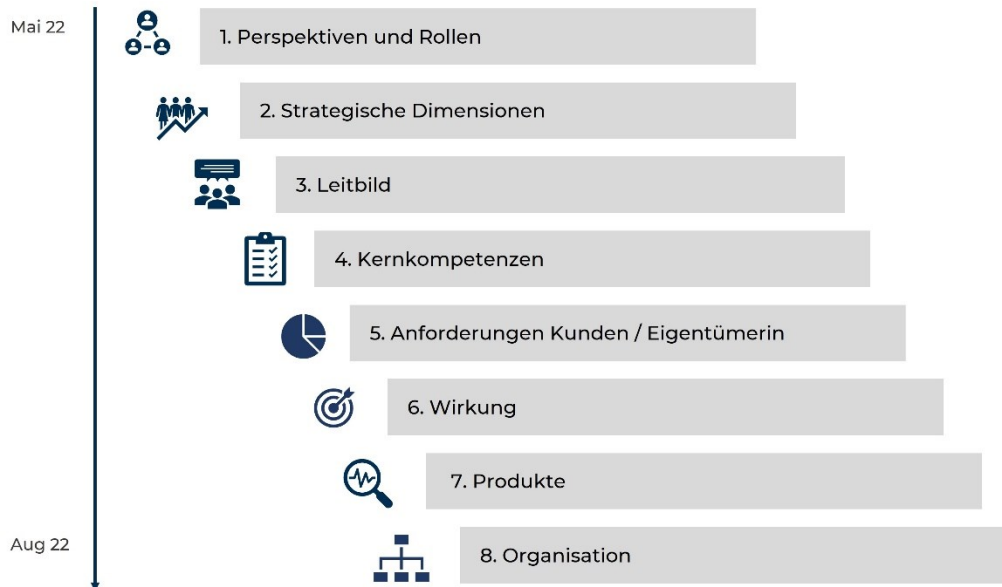 Mai 22
1. Perspektiven und Rollen
2. Strategische Dimensionen
3. Leitbild
4. Kernkompetenzen
5. Anforderungen Kunden / Eigentümerin
6. Wirkung
7. Produkte
Aug 22
8. Organisation